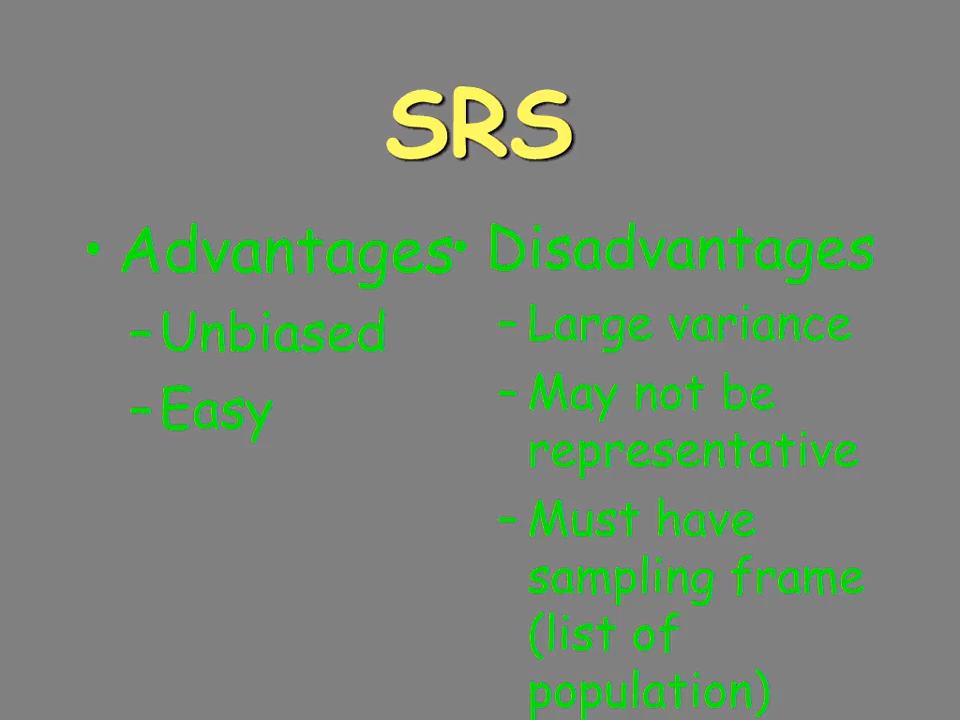 SRS
• Advantages
– Unbiased
– Easy
• Disadvantages
– Large variance
– May not be
representative
– Must have
sampling frame
(list of
population)